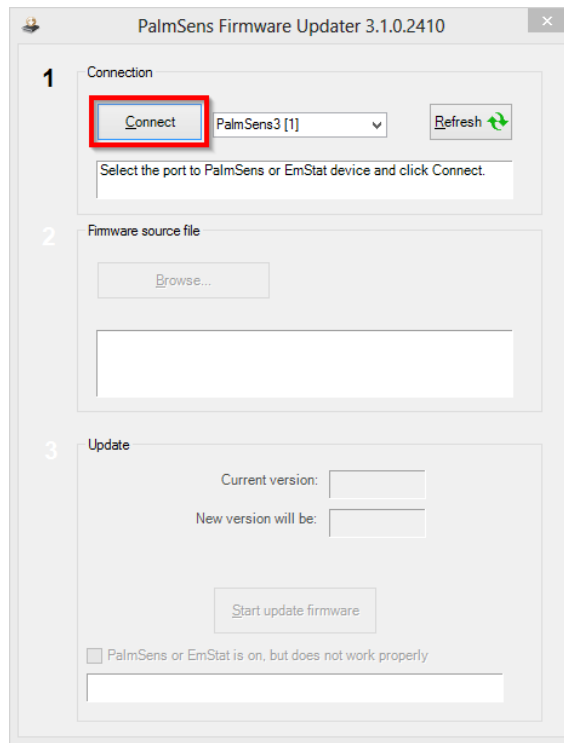 PalmSens Firmware Updater 3.1.0.2410
1
Connection
Connect
PalmSens3 [1]
Refresh
Select the port to PalmSens or EmStat device and click Connect.
2
Firmware source file
Browse...
3
Update
Current version:
New version will be:
Start update firmware
PalmSens or EmStat is on, but does not work properly